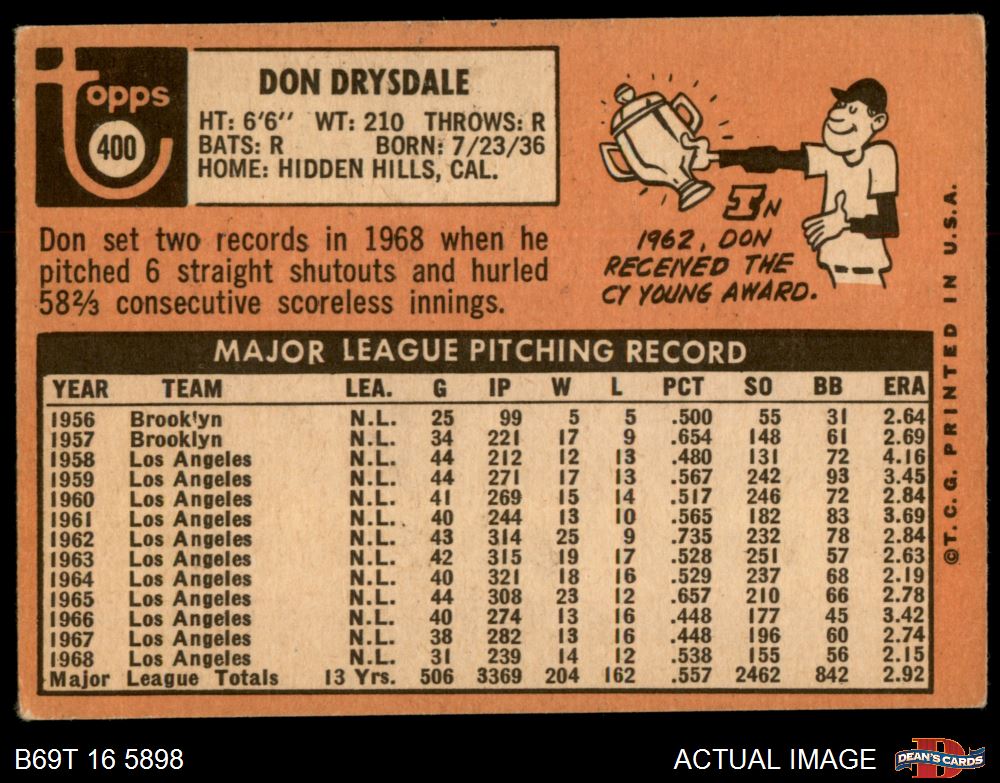 Topps
400
DON DRYSDALE
HT: 6'6" WT: 210 THROWS: R
BATS: R BORN: 7/23/36
HOME: HIDDEN HILLS, CAL.
Don set two records in 1968 when he
pitched 6 straight shutouts and hurled
58⅔ consecutive scoreless innings.
IN
1962, DON
RECEIVED THE
CY YOUNG AWARD.
MAJOR LEAGUE PITCHING RECORD
YEAR TEAM LEA. G IP W L PCT SO BB ERA
1956 Brooklyn N.L. 25 99 5 5 .500 55 31 2.64
1957 Brooklyn N.L. 34 221 17 9 .654 148 61 2.69
1958 Los Angeles N.L. 44 212 12 13 .480 131 72 4.16
1959 Los Angeles N.L. 44 271 17 13 .567 242 93 3.45
1960 Los Angeles N.L. 41 269 15 14 .517 246 72 2.84
1961 Los Angeles N.L. 40 244 13 10 .565 182 83 3.69
1962 Los Angeles N.L. 43 314 25 9 .735 232 78 2.84
1963 Los Angeles N.L. 42 315 19 17 .528 251 57 2.63
1964 Los Angeles N.L. 40 321 18 16 .529 237 68 2.19
1965 Los Angeles N.L. 44 308 23 12 .657 210 66 2.78
1966 Los Angeles N.L. 40 274 13 16 .448 177 45 3.42
1967 Los Angeles N.L. 38 282 13 16 .448 196 60 2.74
1968 Los Angeles N.L. 31 239 14 12 .538 155 56 2.15
Major League Totals 13 Yrs. 506 3369 204 162 .557 2462 842 2.92
©T.C.G. PRINTED IN U.S.A.
B69T 16 5898
ACTUAL IMAGE
D
DEAN'S CARDS